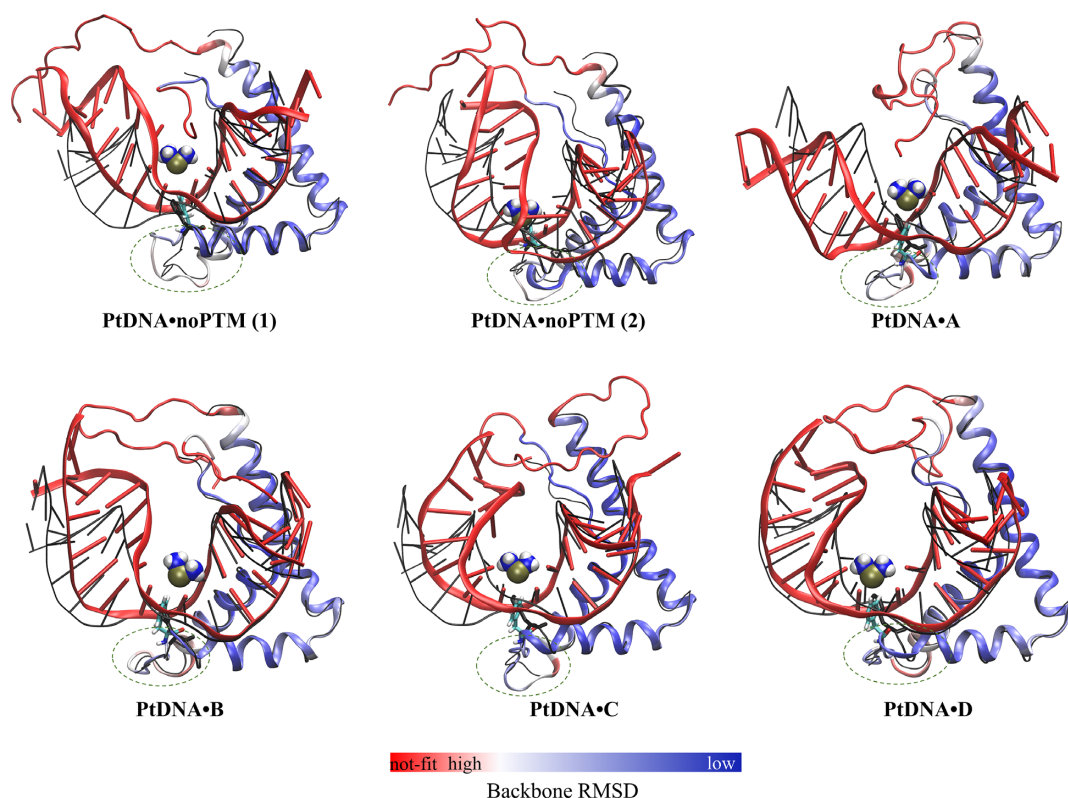 PtDNA•noPTM (1)
PtDNA•noPTM (2)
PtDNA•A
PtDNA•B
PtDNA•C
PtDNA•D
not-fit high low
Backbone RMSD